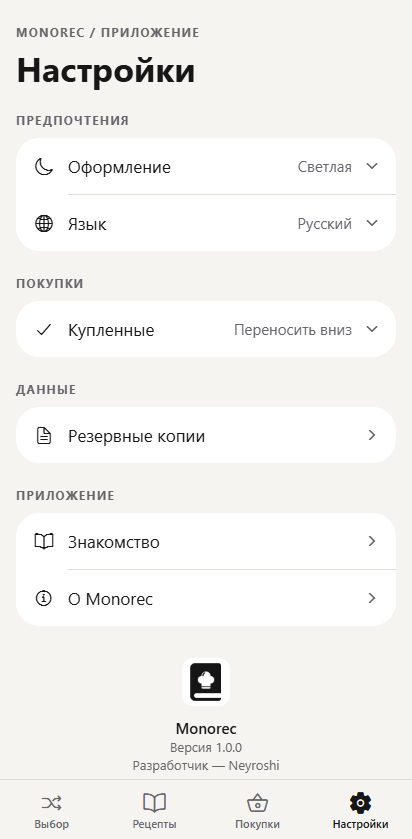 MONOREC / ПРИЛОЖЕНИЕ
Настройки
ПРЕДПОЧТЕНИЯ
Оформление Светлая
Язык Русский
ПОКУПКИ
Купленные Переносить вниз
ДАННЫЕ
Резервные копии
ПРИЛОЖЕНИЕ
Знакомство
О Monorec
Monorec
Версия 1.0.0
Разработчик — Neyroshi
Выбор Рецепты Покупки Настройки